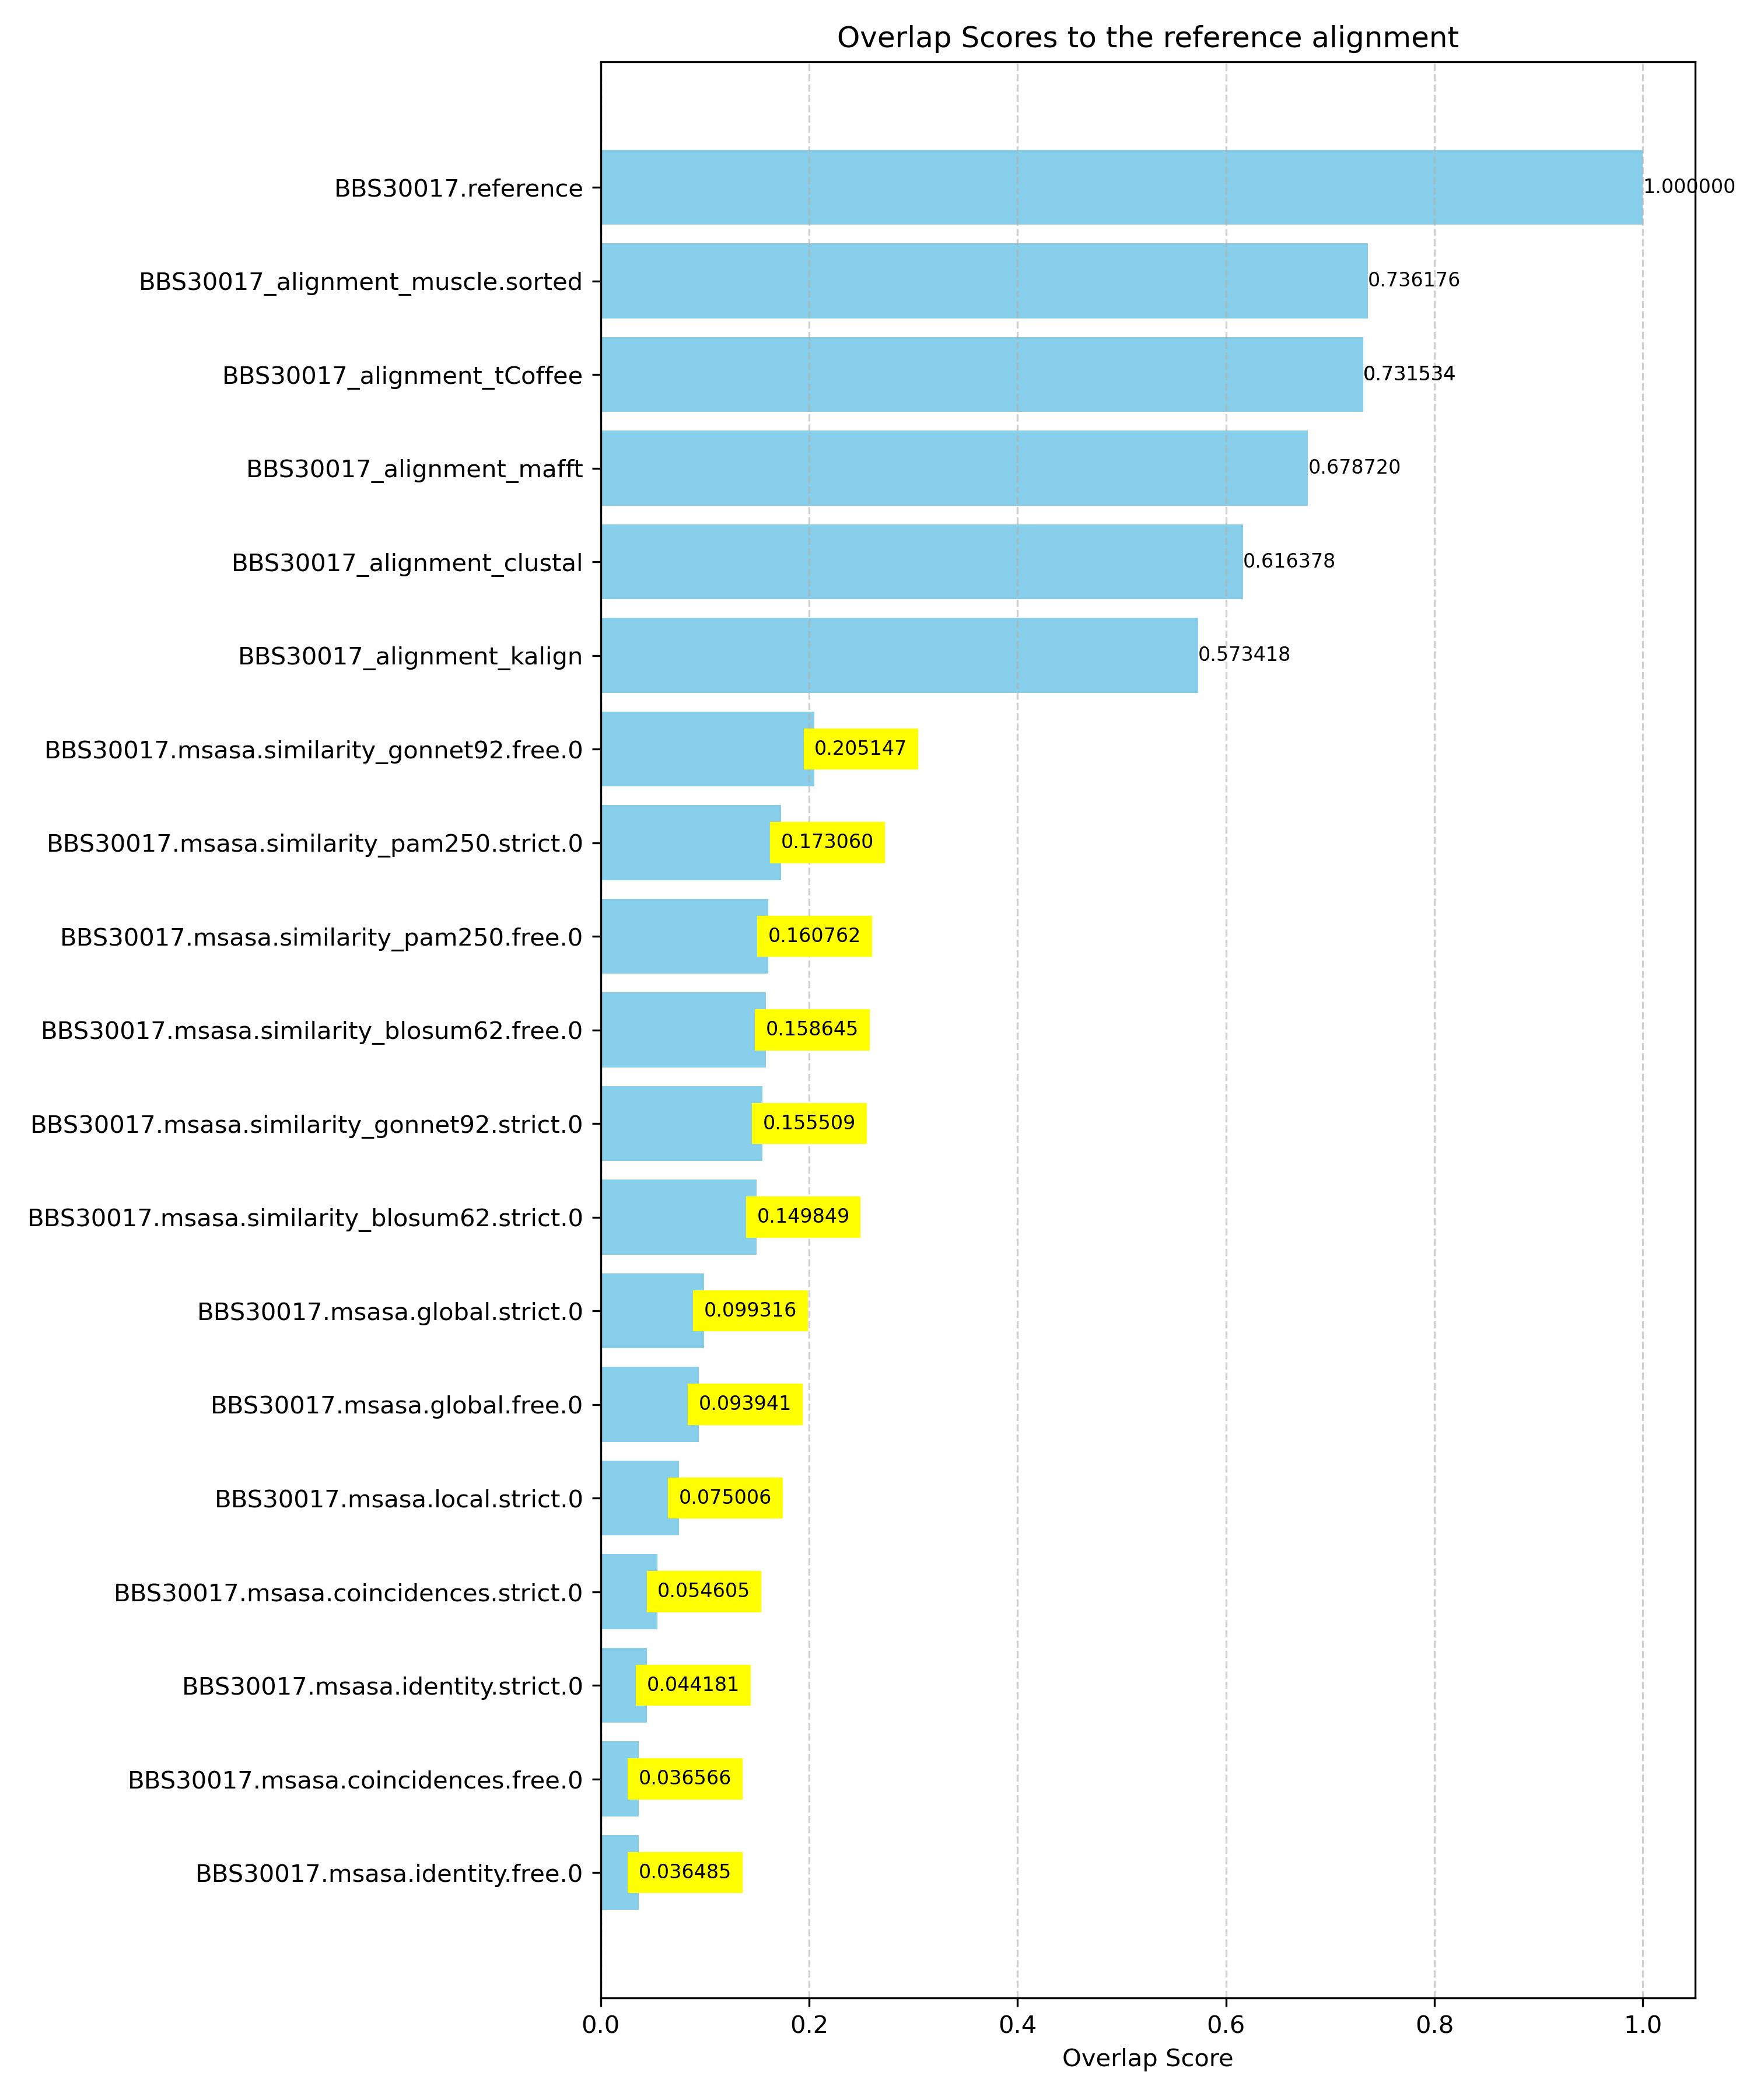 Overlap Scores to the reference alignment
BBS30017.reference 1.000000
BBS30017_alignment_muscle.sorted 0.736176
BBS30017_alignment_tCoffee 0.731534
BBS30017_alignment_mafft 0.678720
BBS30017_alignment_clustal 0.616378
BBS30017_alignment_kalign 0.573418
BBS30017.msasa.similarity_gonnet92.free.0 0.205147
BBS30017.msasa.similarity_pam250.strict.0 0.173060
BBS30017.msasa.similarity_pam250.free.0 0.160762
BBS30017.msasa.similarity_blosum62.free.0 0.158645
BBS30017.msasa.similarity_gonnet92.strict.0 0.155509
BBS30017.msasa.similarity_blosum62.strict.0 0.149849
BBS30017.msasa.global.strict.0 0.099316
BBS30017.msasa.global.free.0 0.093941
BBS30017.msasa.local.strict.0 0.075006
BBS30017.msasa.coincidences.strict.0 0.054605
BBS30017.msasa.identity.strict.0 0.044181
BBS30017.msasa.coincidences.free.0 0.036566
BBS30017.msasa.identity.free.0 0.036485
0.0 0.2 0.4 0.6 0.8 1.0
Overlap Score